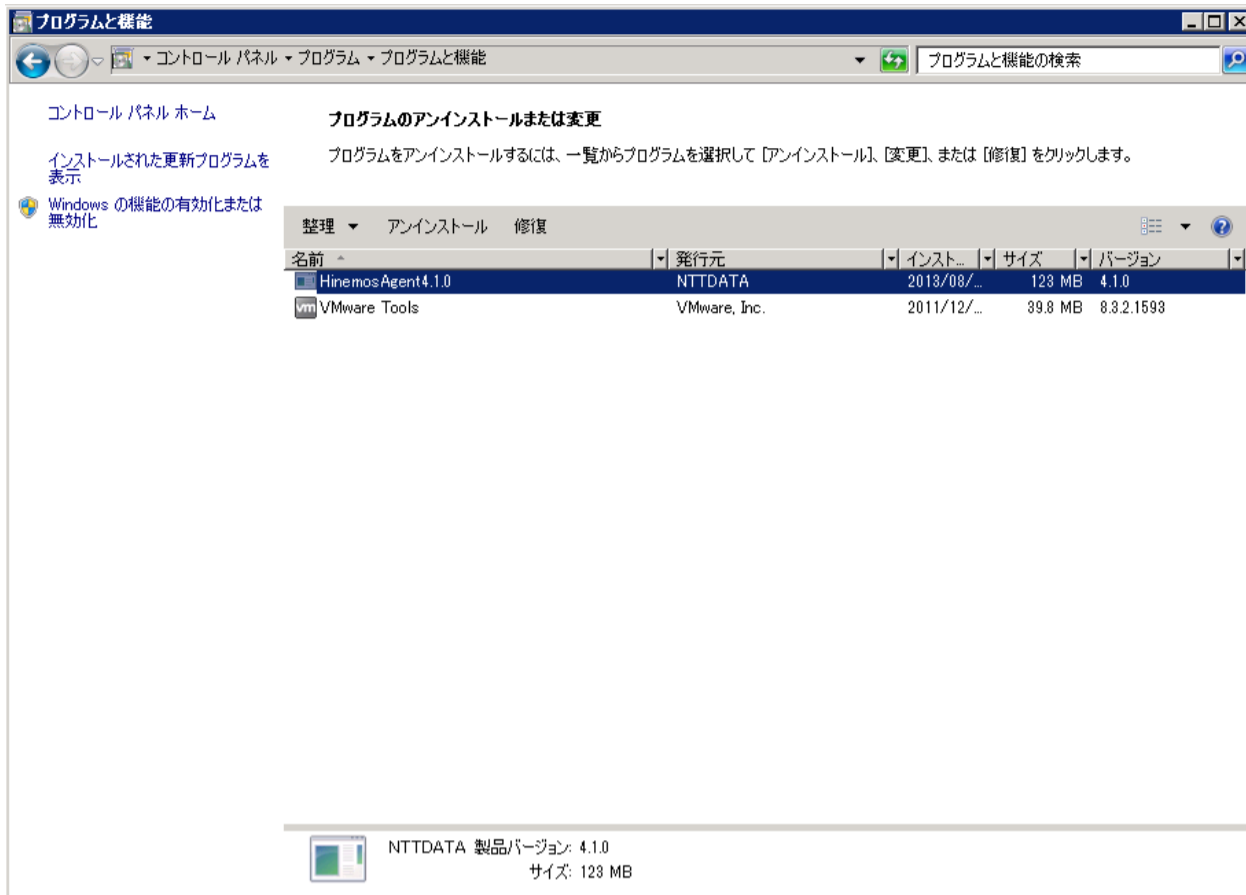 プログラムと機能
コントロール パネル プログラム プログラムと機能
プログラムと機能の検索
コントロール パネル ホーム
インストールされた更新プログラムを
表示
Windows の機能の有効化または
無効化
プログラムのアンインストールまたは変更
プログラムをアンインストールするには、一覧からプログラムを選択して [アンインストール]、[変更]、または [修復] をクリックします。
整理 アンインストール 修復
名前 発行元 インスト... サイズ バージョン
HinemosAgent4.1.0 NTTDATA 2013/08/... 123 MB 4.1.0
vm VMware Tools VMware, Inc. 2011/12/... 39.8 MB 8.3.2.1593
NTTDATA 製品バージョン: 4.1.0
サイズ: 123 MB